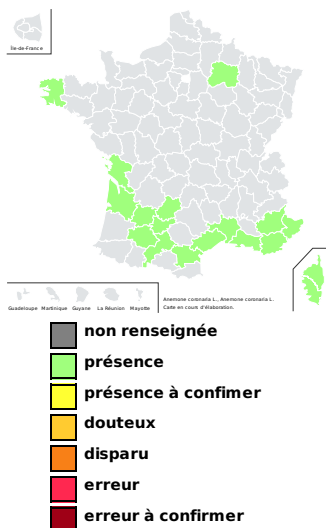 Île-de-France
Guadeloupe Martinique Guyane La Réunion Mayotte
Anemone coronaria L., Anemone coronaria L.
Carte en cours d'élaboration.
non renseignée
présence
présence à confimer
douteux
disparu
erreur
erreur à confirmer